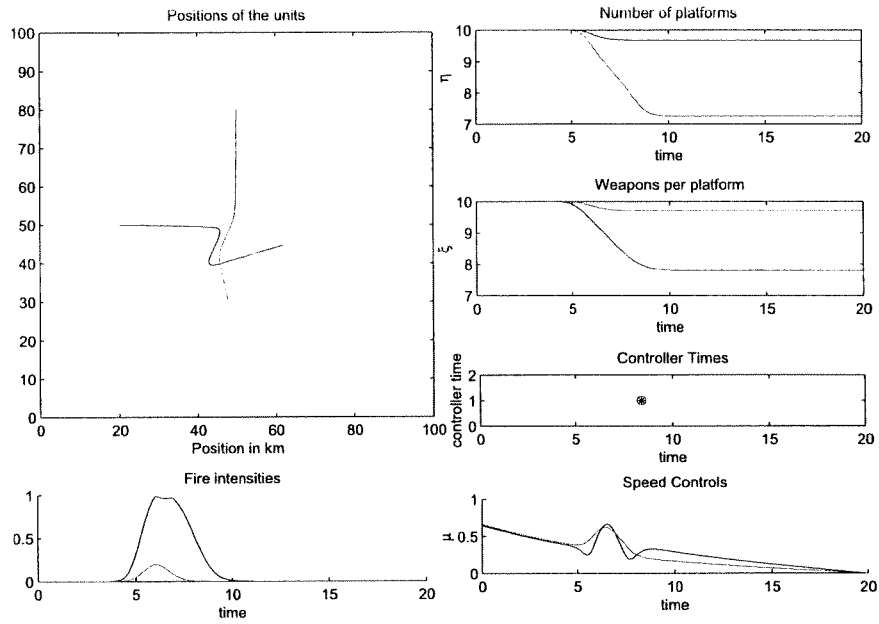 Positions of the units
100
90
80
70
60
50
40
30
20
10
0
0 20 40 60 80 100
Position in km
Number of platforms
10
9
8
7
η
0 5 10 15 20
time
Weapons per platform
10
9
8
7
ξ
0 5 10 15 20
time
Controller Times
2
1
0
controller time
0 5 10 15 20
time
Fire intensities
1
0.5
0
0 5 10 15 20
time
Speed Controls
1
0.5
0
μ
0 5 10 15 20
time